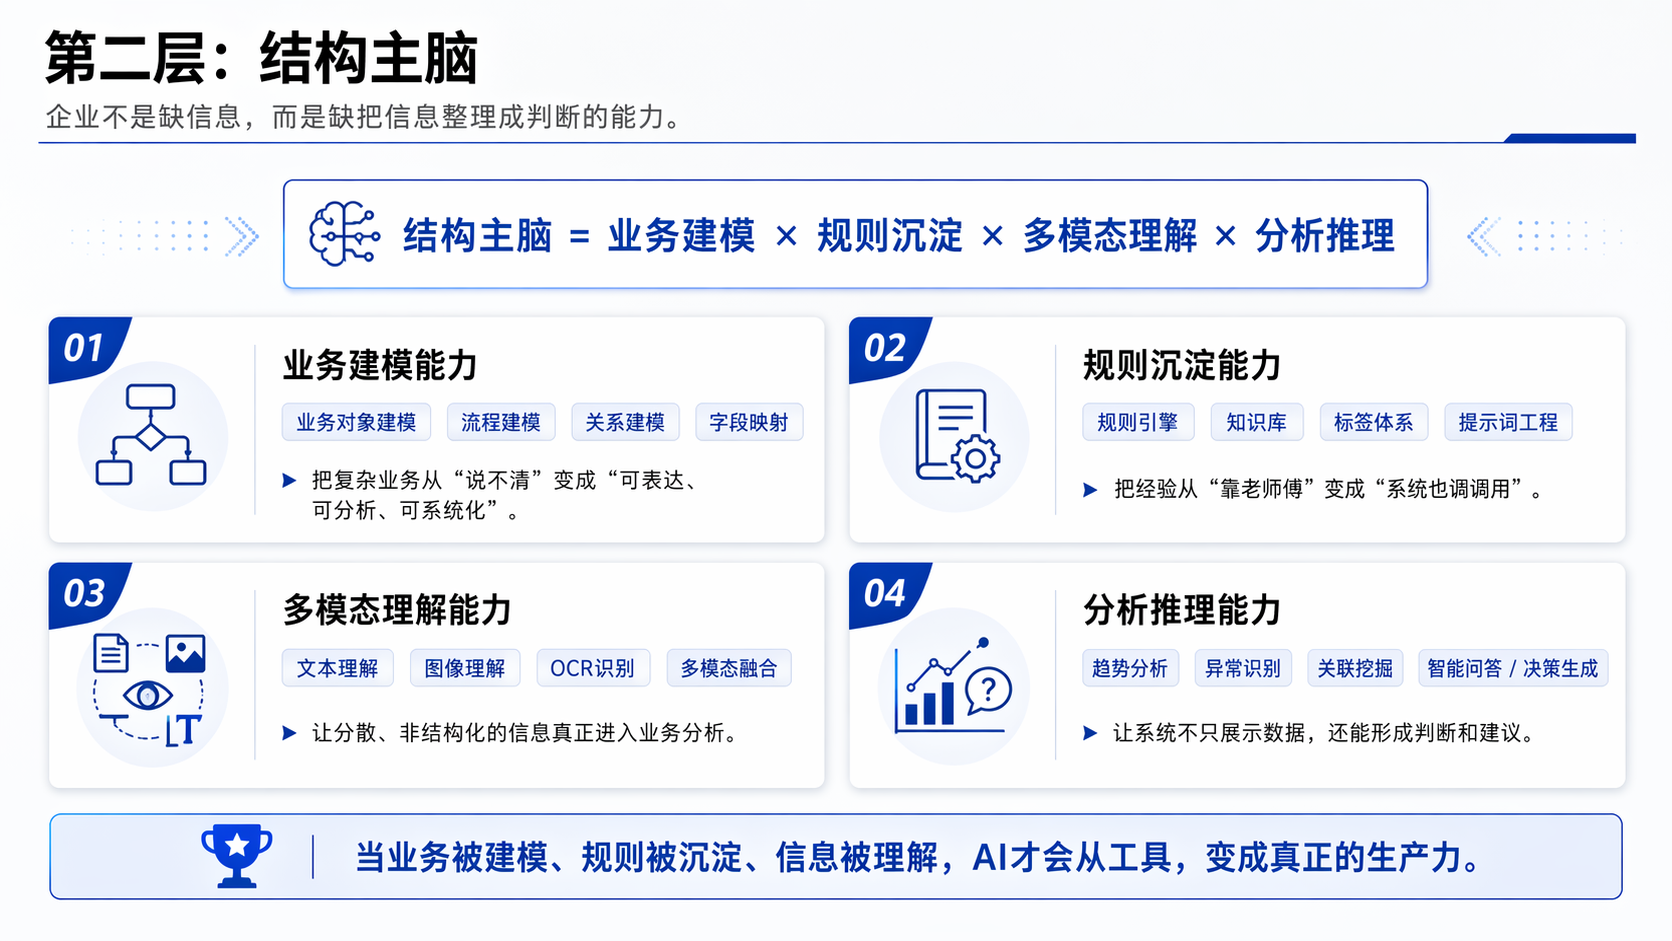 第二层：结构主脑
企业不是缺信息，而是缺把信息整理成判断的能力。
结构主脑 = 业务建模 × 规则沉淀 × 多模态理解 × 分析推理
01
业务建模能力
业务对象建模 流程建模 关系建模 字段映射
把复杂业务从“说不清”变成“可表达、
可分析、可系统化”。
02
规则沉淀能力
规则引擎 知识库 标签体系 提示词工程
把经验从“靠老师傅”变成“系统也调调用”。
03
T
多模态理解能力
文本理解 图像理解 OCR识别 多模态融合
让分散、非结构化的信息真正进入业务分析。
04
?
分析推理能力
趋势分析 异常识别 关联挖掘 智能问答 / 决策生成
让系统不只展示数据，还能形成判断和建议。
当业务被建模、规则被沉淀、信息被理解，AI才会从工具，变成真正的生产力。